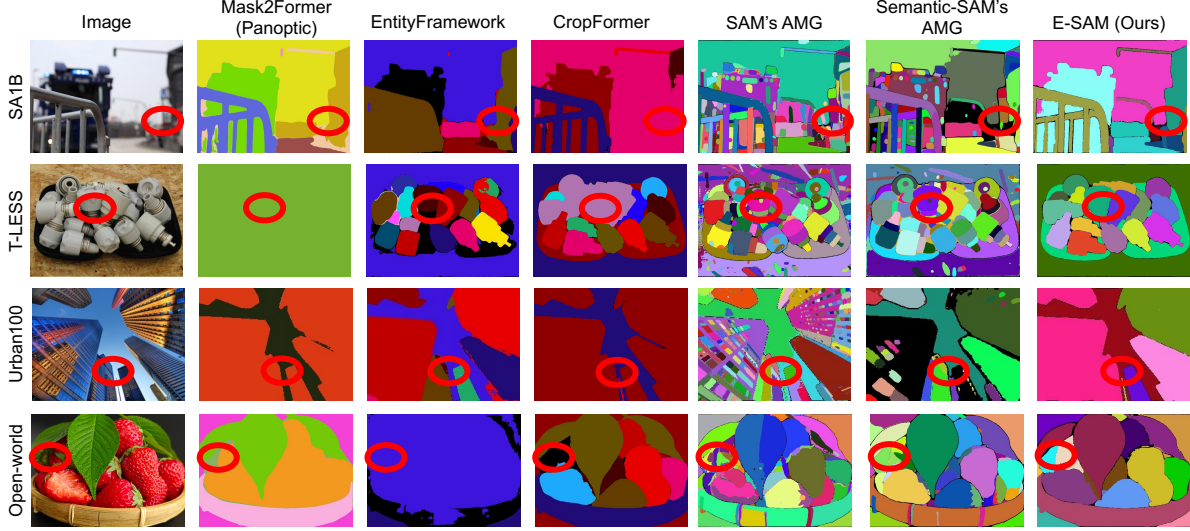 Image
Mask2Former
(Panoptic)
EntityFramework
CropFormer
SAM's AMG
Semantic-SAM's
AMG
E-SAM (Ours)
SA1B
T-LESS
Urban100
Open-world